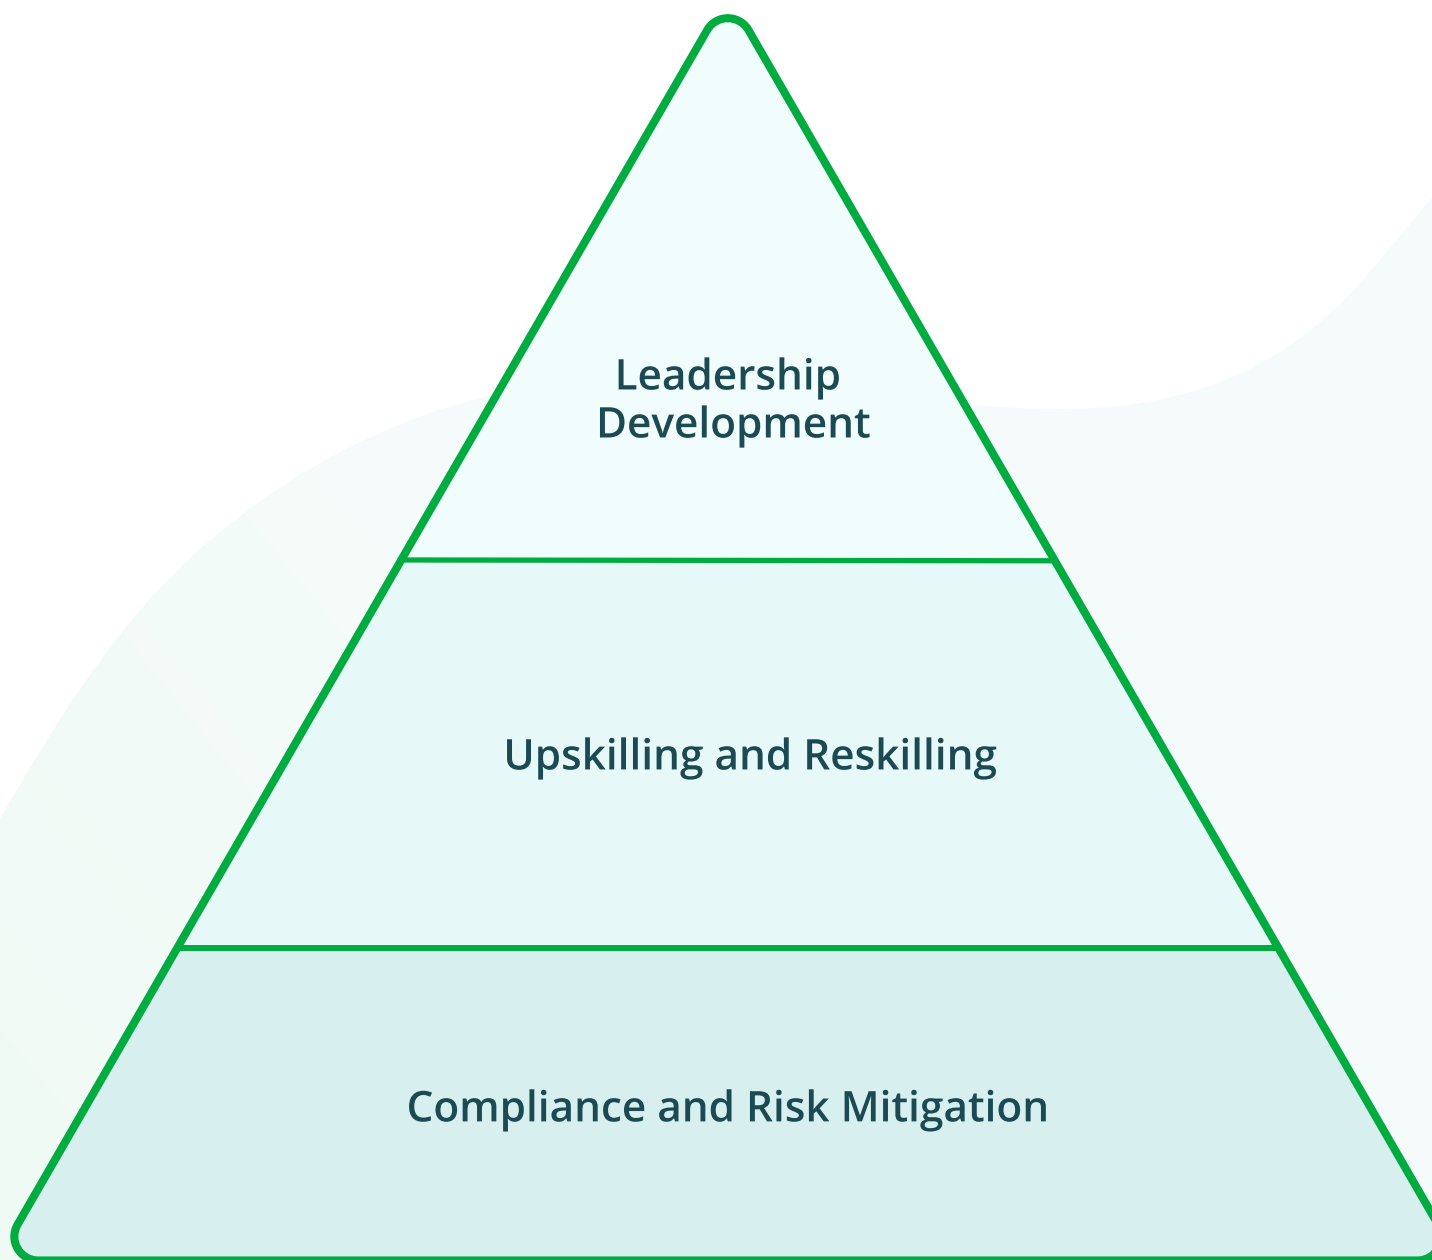 Leadership
Development
Upskilling and Reskilling
Compliance and Risk Mitigation